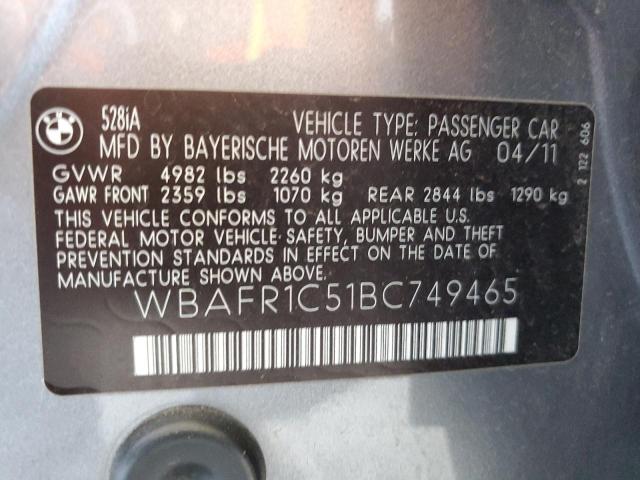 BMW
528iA
VEHICLE TYPE: PASSENGER CAR
MFD BY BAYERISCHE MOTOREN WERKE AG 04/11
GVWR 4982 lbs 2260 kg
GAWR FRONT 2359 lbs 1070 kg REAR 2844 lbs 1290 kg
THIS VEHICLE CONFORMS TO ALL APPLICABLE U.S.
FEDERAL MOTOR VEHICLE-SAFETY, BUMPER AND THEFT
PREVENTION STANDARDS IN EFFECT ON THE DATE OF
MANUFACTURE SHOWN ABOVE.
WBAFR1C51BC749465
2 122 606